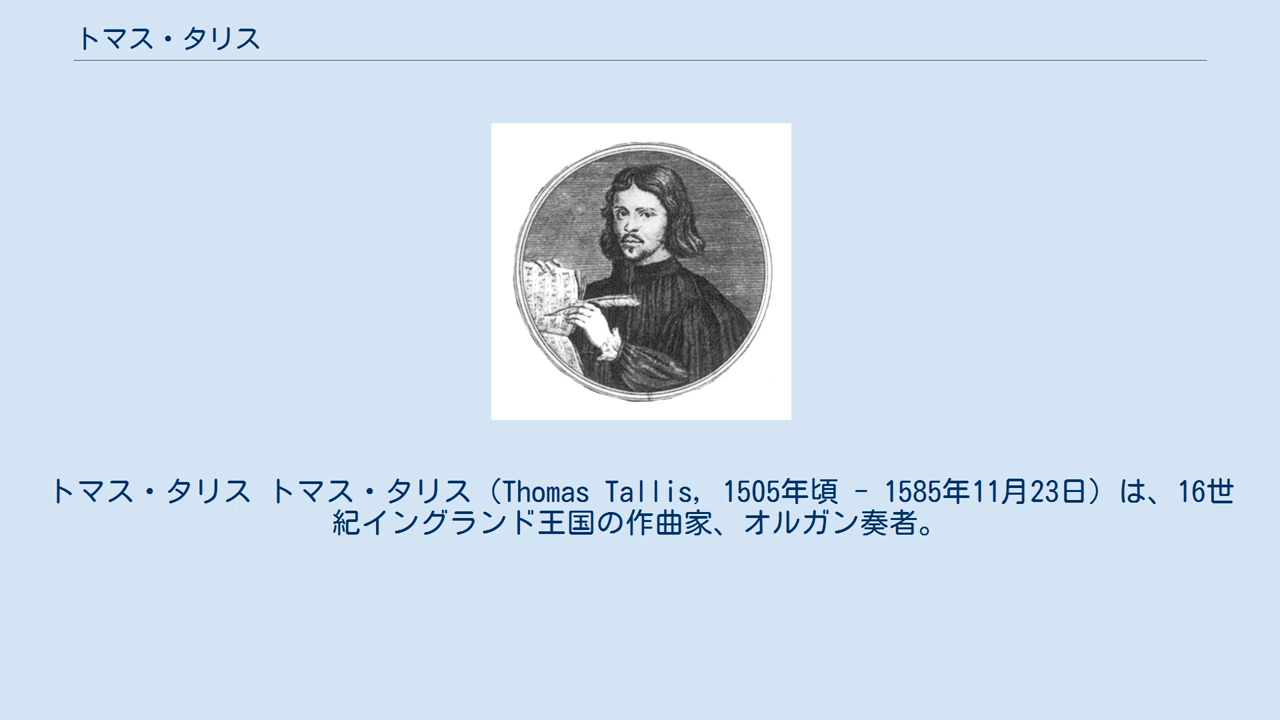 トマス・タリス
トマス・タリス トマス・タリス（Thomas Tallis, 1505年頃 - 1585年11月23日）は、16世
紀イングランド王国の作曲家、オルガン奏者。